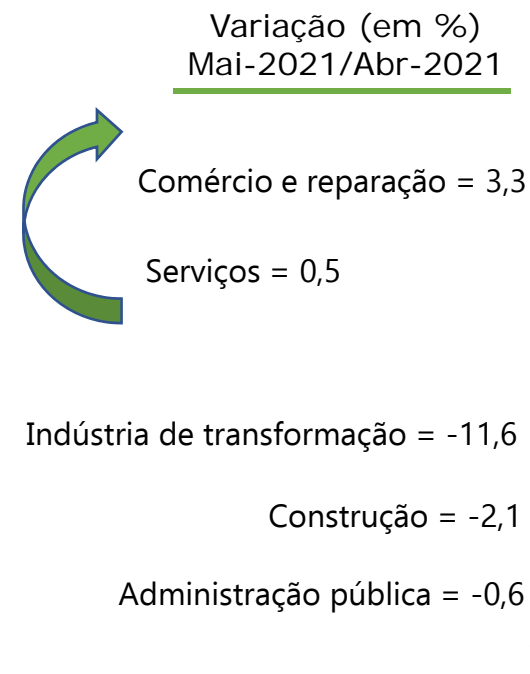 Variação (em %)
Mai-2021/Abr-2021
Comércio e reparação = 3,3
Serviços = 0,5
Indústria de transformação = -11,6
Construção = -2,1
Administração pública = -0,6